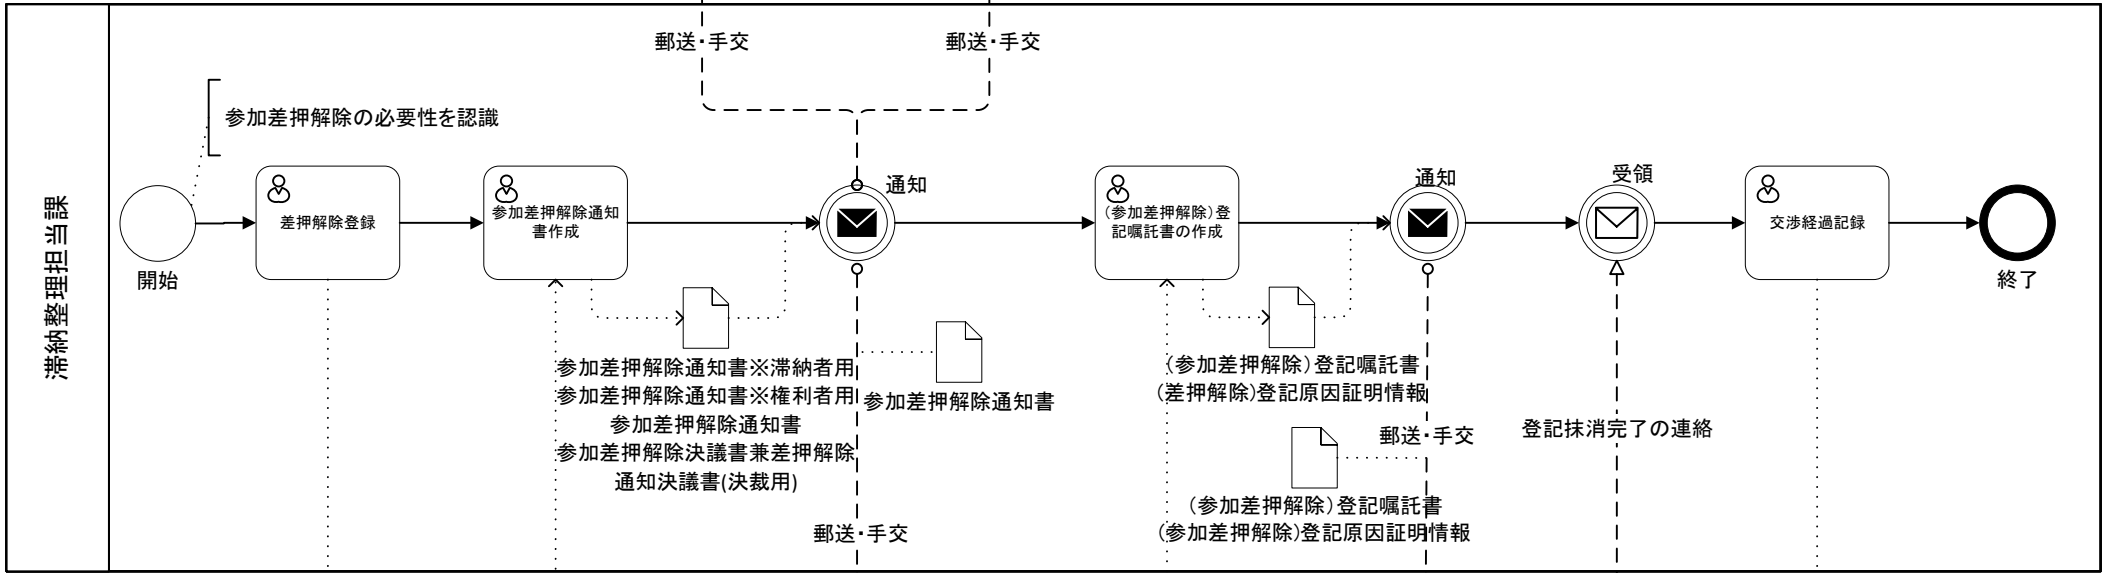 滞納整理担当課
郵送・手交
郵送・手交
参加差押解除の必要性を認識
開始
差押解除登録
参加差押解除通知
書作成
通知
(参加差押解除)登
記嘱託書の作成
通知
受領
交渉経過記録
終了
参加差押解除通知書※滞納者用
参加差押解除通知書※権利者用
参加差押解除通知書
参加差押解除決議書兼差押解除
通知決議書(決裁用)
参加差押解除通知書
郵送・手交
(参加差押解除)登記嘱託書
(差押解除)登記原因証明情報
郵送・手交
(参加差押解除)登記嘱託書
(参加差押解除)登記原因証明情報
登記抹消完了の連絡